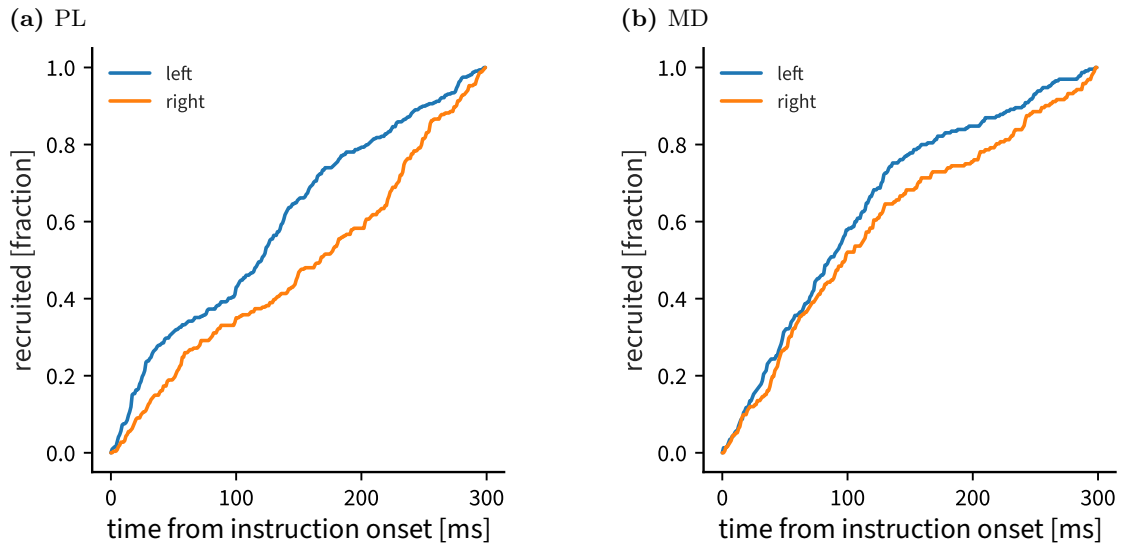 (a) PL
1.0
0.8
0.6
0.4
0.2
0.0
recruited [fraction]
left
right
0 100 200 300
time from instruction onset [ms]
(b) MD
1.0
0.8
0.6
0.4
0.2
0.0
recruited [fraction]
left
right
0 100 200 300
time from instruction onset [ms]